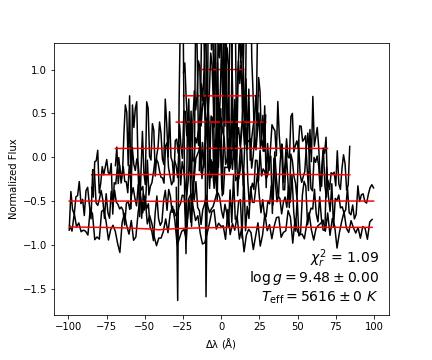 1.0
0.5
0.0
−0.5
−1.0
−1.5
Normalized Flux
χ²ᵣ = 1.09
log g = 9.48 ± 0.00
T_eff = 5616 ± 0 K
−100 −75 −50 −25 0 25 50 75 100
Δλ (Å)